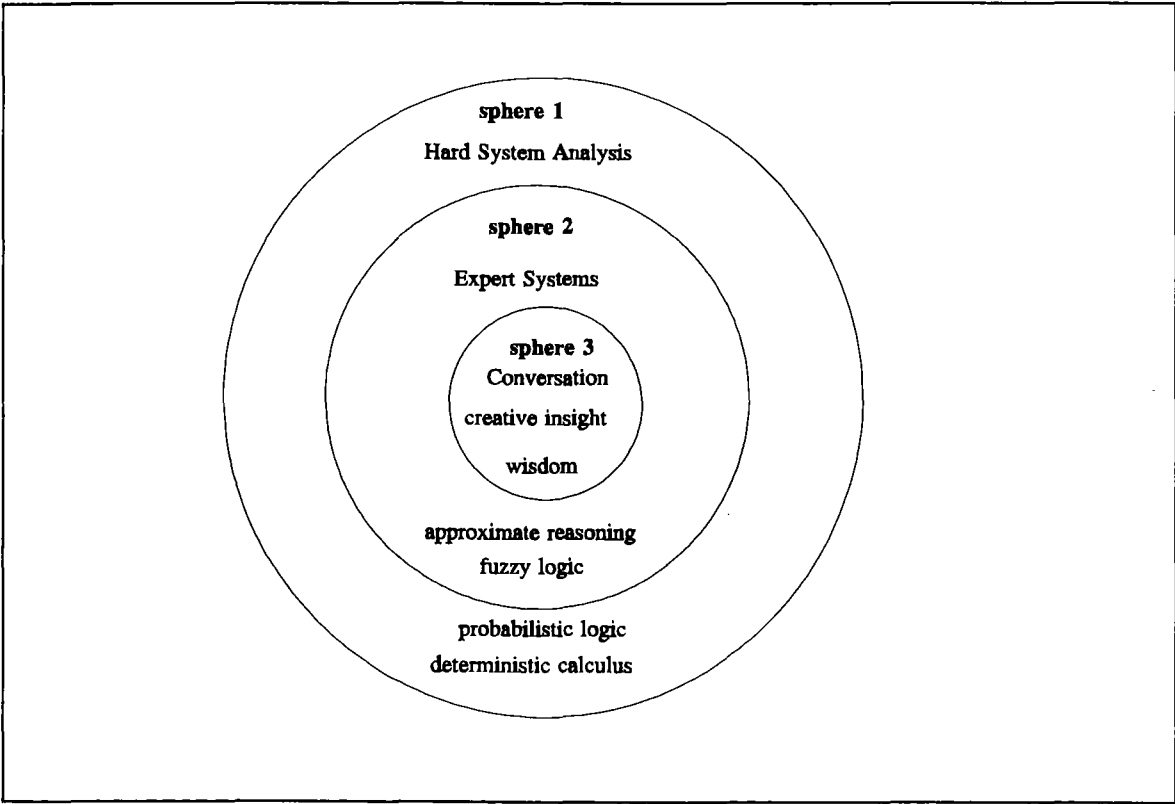 sphere 1
Hard System Analysis
sphere 2
Expert Systems
sphere 3
Conversation
creative insight
wisdom
approximate reasoning
fuzzy logic
probabilistic logic
deterministic calculus